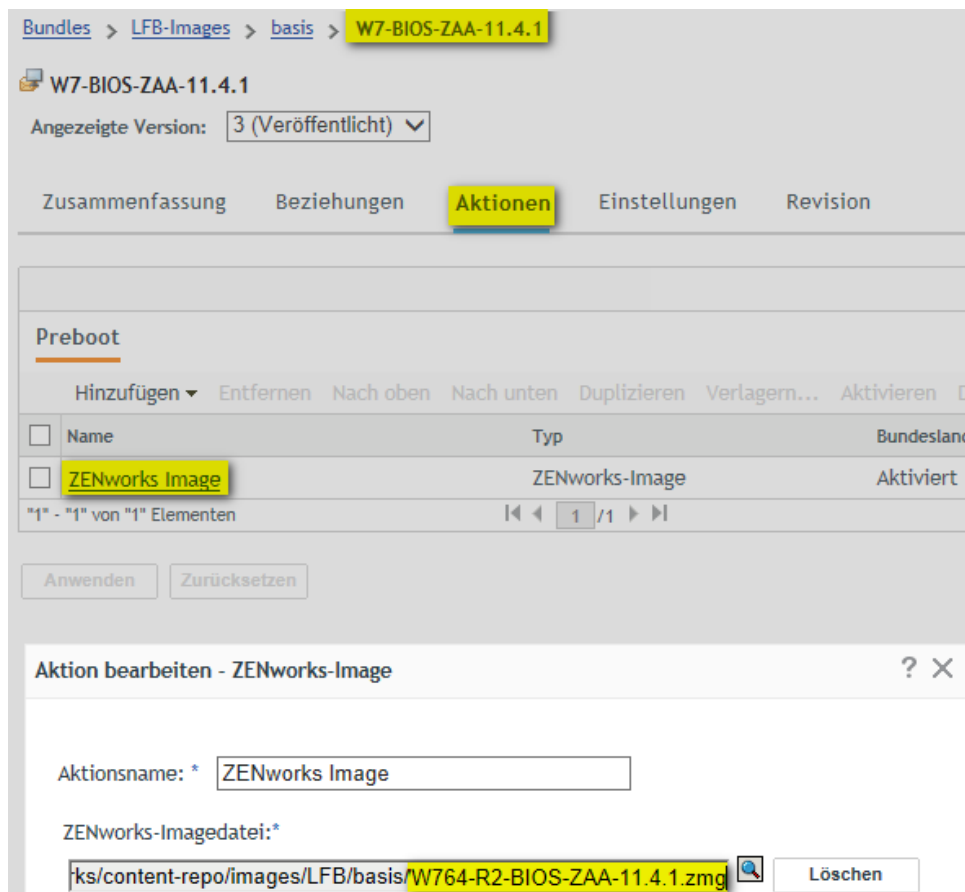 Bundles > LFB-Images > basis > W7-BIOS-ZAA-11.4.1
W7-BIOS-ZAA-11.4.1
Angezeigte Version: 3 (Veröffentlicht)
Zusammenfassung Beziehungen Aktionen Einstellungen Revision
Preboot
Hinzufügen Entfernen Nach oben Nach unten Duplizieren Verlagern... Aktivieren D
Name Typ Bundesland
ZENworks Image ZENworks-Image Aktiviert
"1" - "1" von "1" Elementen 1 /1
Anwenden Zurücksetzen
Aktion bearbeiten - ZENworks-Image ?
Aktionsname: * ZENworks Image
ZENworks-Imagedatei:*
rks/content-repo/images/LFB/basis/W764-R2-BIOS-ZAA-11.4.1.zmg Löschen